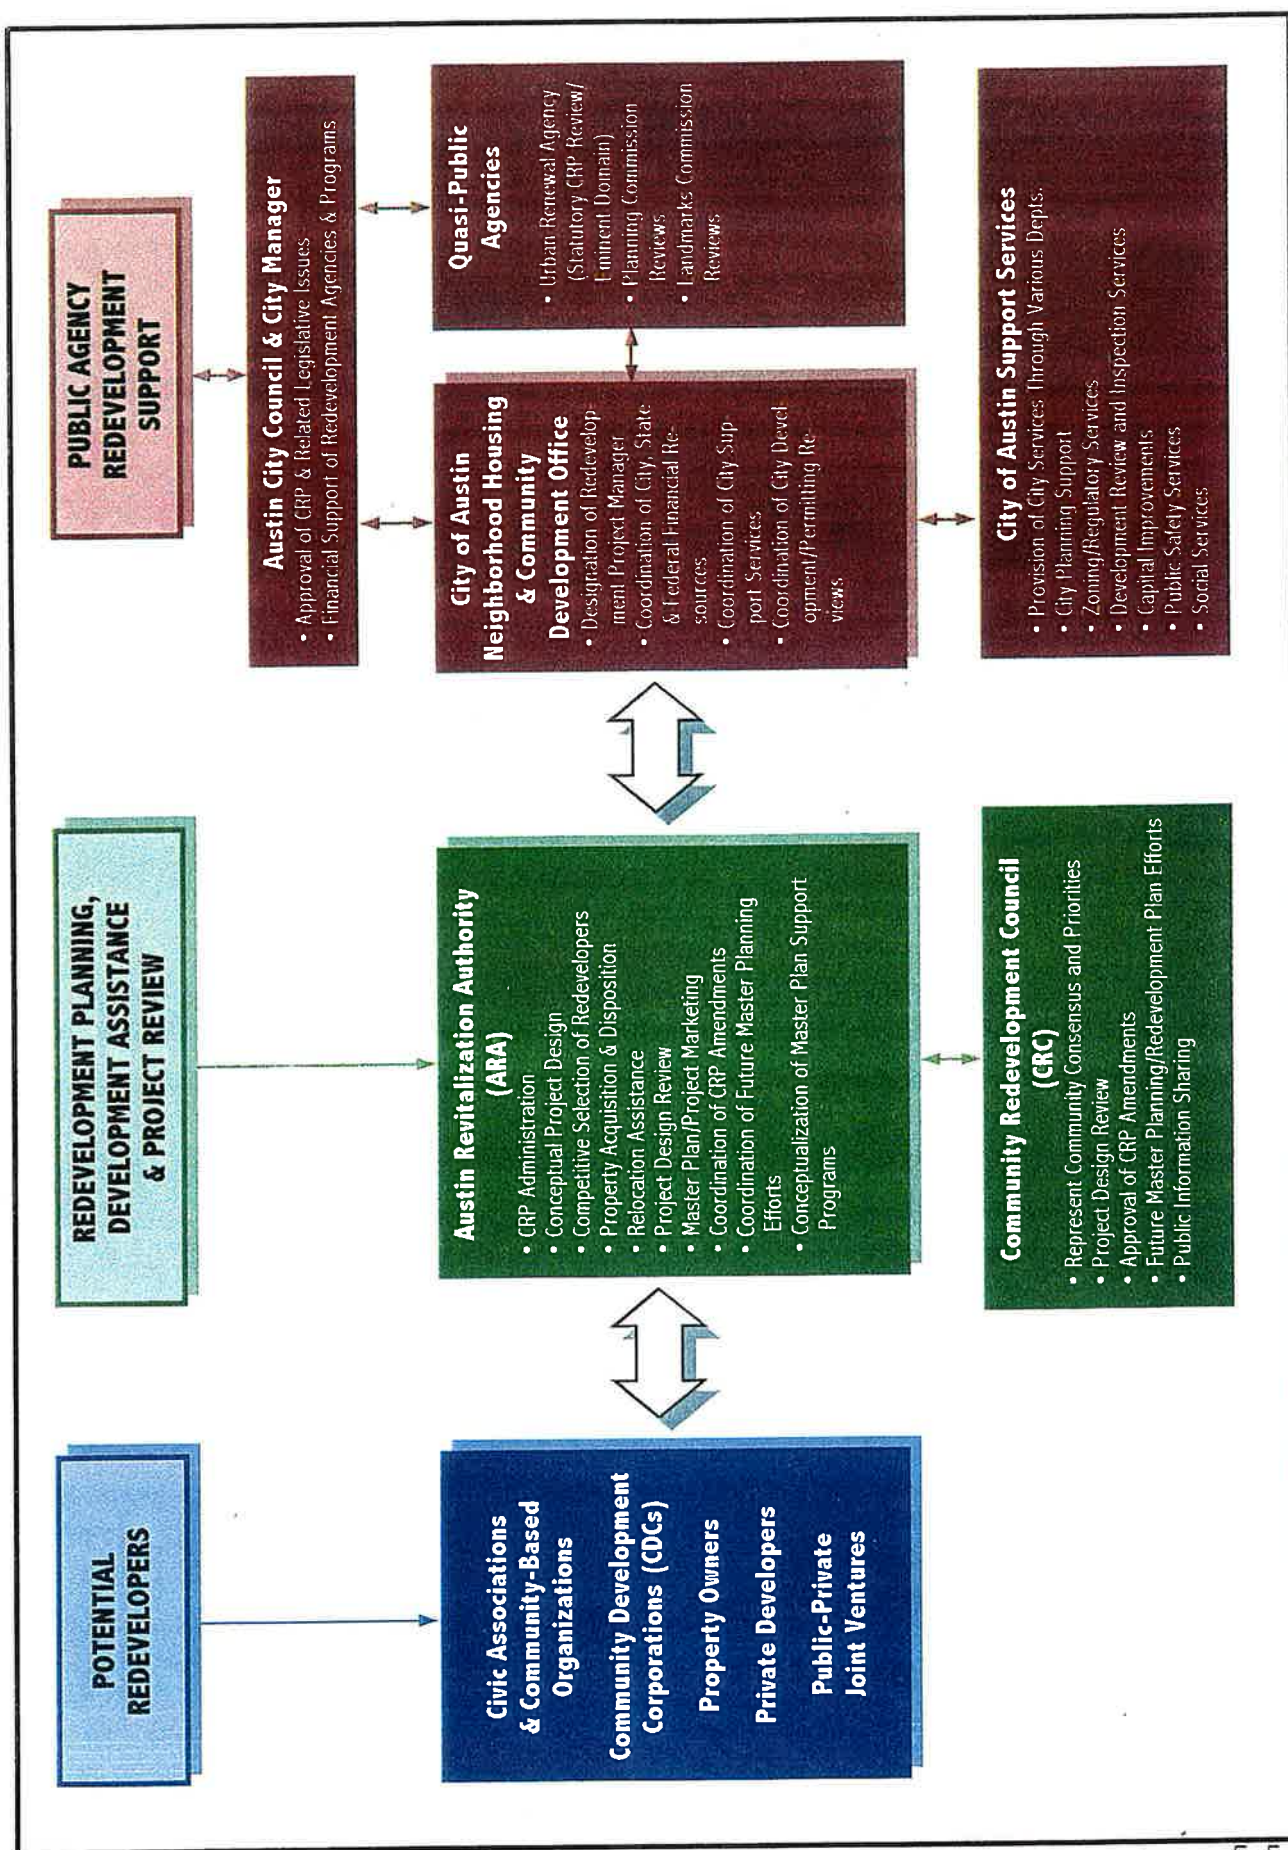 POTENTIAL
REDEVELOPERS
Civic Associations
& Community-Based
Organizations
Community Development
Corporations (CDCs)
Property Owners
Private Developers
Public-Private
Joint Ventures
REDEVELOPMENT PLANNING,
DEVELOPMENT ASSISTANCE
& PROJECT REVIEW
Austin Revitalization Authority
(ARA)
• CRP Administration
• Conceptual Project Design
• Competitive Selection of Redevelopers
• Property Acquisition & Disposition
• Relocation Assistance
• Project Design Review
• Master Plan/Project Marketing
• Coordination of CRP Amendments
• Coordination of Future Master Planning
Efforts
• Conceptualization of Master Plan Support
Programs
Community Redevelopment Council
(CRC)
• Represent Community Consensus and Priorities
• Project Design Review
• Approval of CRP Amendments
• Future Master Planning/Redevelopment Plan Efforts
• Public Information Sharing
PUBLIC AGENCY
REDEVELOPMENT
SUPPORT
Austin City Council & City Manager
• Approval of CRP & Related Legislative Issues
• Financial Support of Redevelopment Agencies & Programs
City of Austin
Neighborhood Housing
& Community
Development Office
• Designation of Redevelop-
ment Project Manager
• Coordination of City, State
& Federal Financial Re-
sources
• Coordination of City Sup-
port Services
• Coordination of City Devel-
opment/Permitting Re-
views
Quasi-Public
Agencies
• Urban Renewal Agency
(Statutory CRP Review/
Eminent Domain)
• Planning Commission
Reviews
• Landmarks Commission
Reviews
City of Austin Support Services
• Provision of City Services Through Various Depts.
• City Planning Support
• Zoning/Regulatory Services
• Development Review and Inspection Services
• Capital Improvements
• Public Safety Services
• Social Services